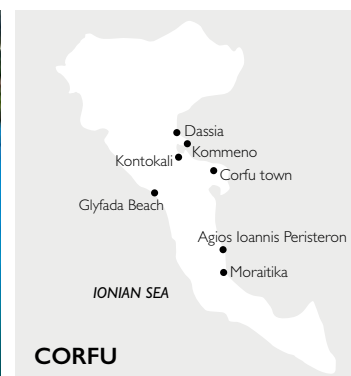 Dassia
Kommeno
Kontokali
Corfu town
Glyfada Beach
Agios Ioannis Peristeron
Moraitika
IONIAN SEA
CORFU